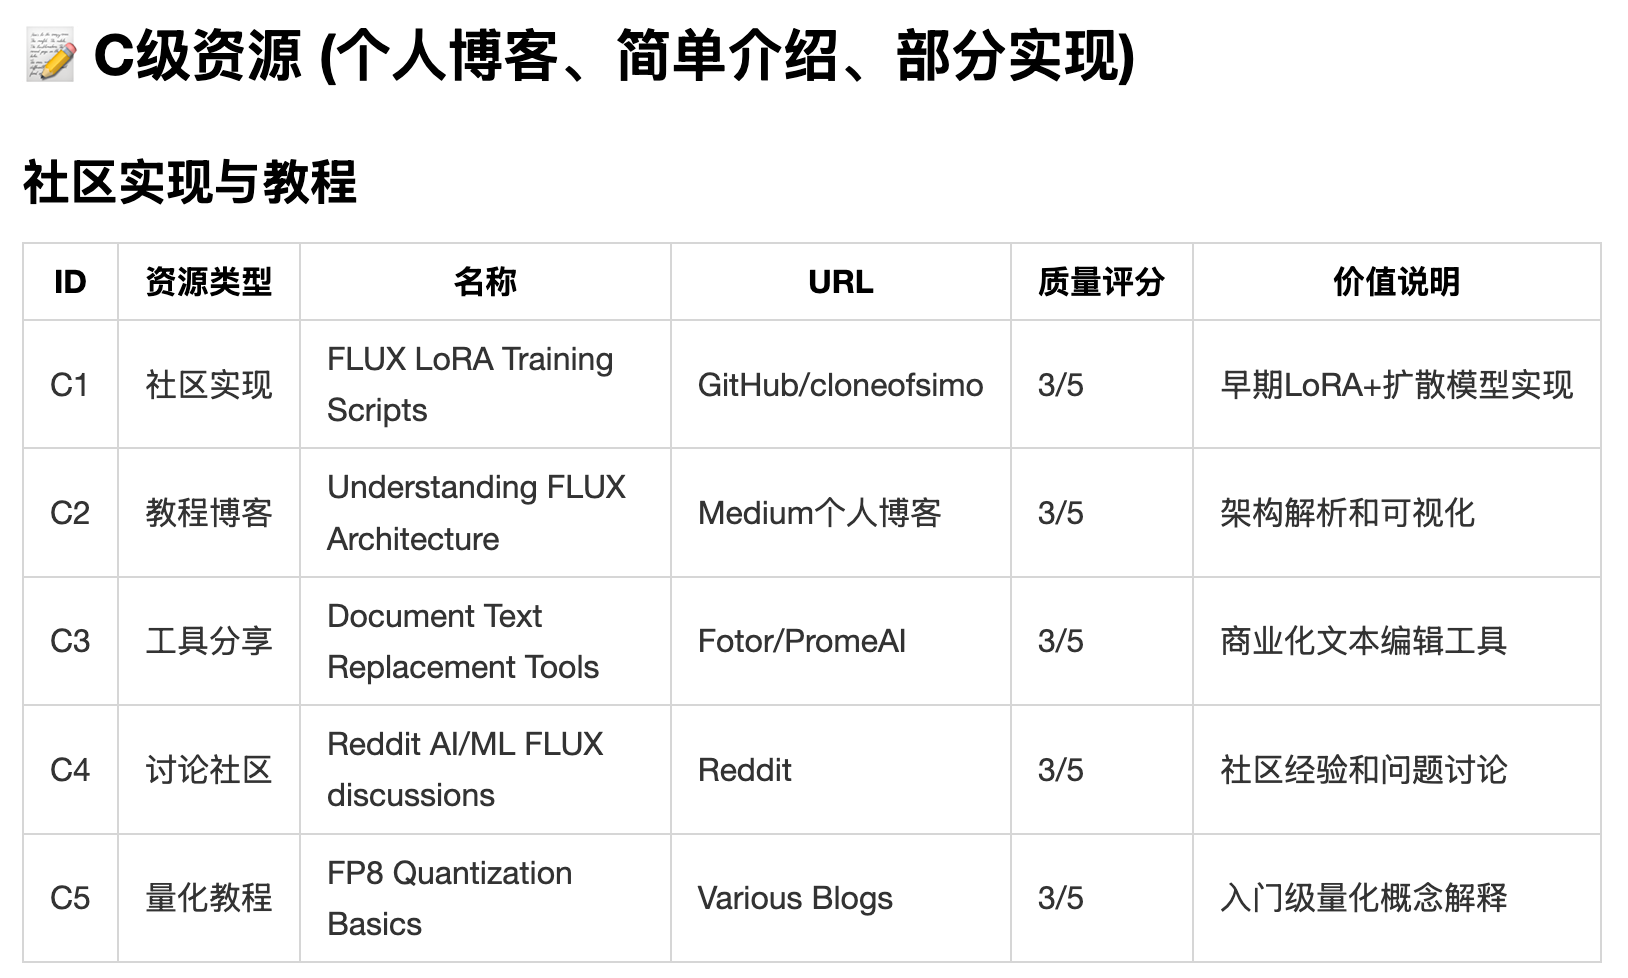 📝 C级资源 (个人博客、简单介绍、部分实现)
社区实现与教程
ID 资源类型 名称 URL 质量评分 价值说明
C1 社区实现 FLUX LoRA Training Scripts GitHub/cloneofsimo 3/5 早期LoRA+扩散模型实现
C2 教程博客 Understanding FLUX Architecture Medium个人博客 3/5 架构解析和可视化
C3 工具分享 Document Text Replacement Tools Fotor/PromeAI 3/5 商业化文本编辑工具
C4 讨论社区 Reddit AI/ML FLUX discussions Reddit 3/5 社区经验和问题讨论
C5 量化教程 FP8 Quantization Basics Various Blogs 3/5 入门级量化概念解释